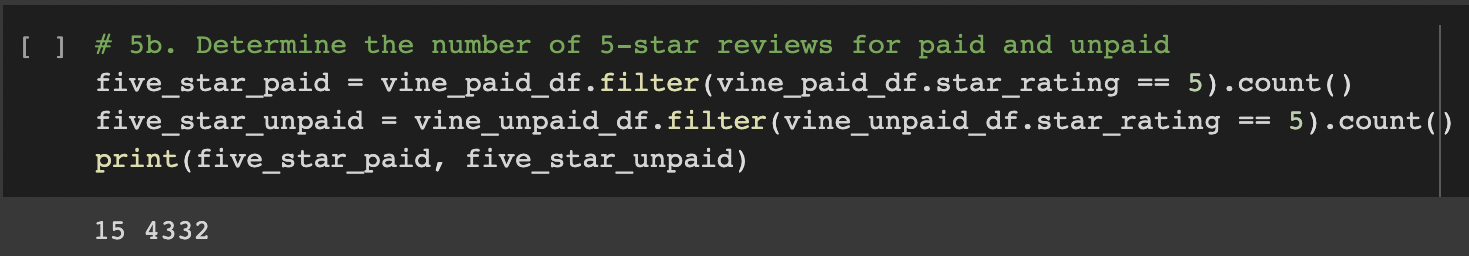 [ ] # 5b. Determine the number of 5-star reviews for paid and unpaid
five_star_paid = vine_paid_df.filter(vine_paid_df.star_rating == 5).count()
five_star_unpaid = vine_unpaid_df.filter(vine_unpaid_df.star_rating == 5).count()
print(five_star_paid, five_star_unpaid)
15 4332